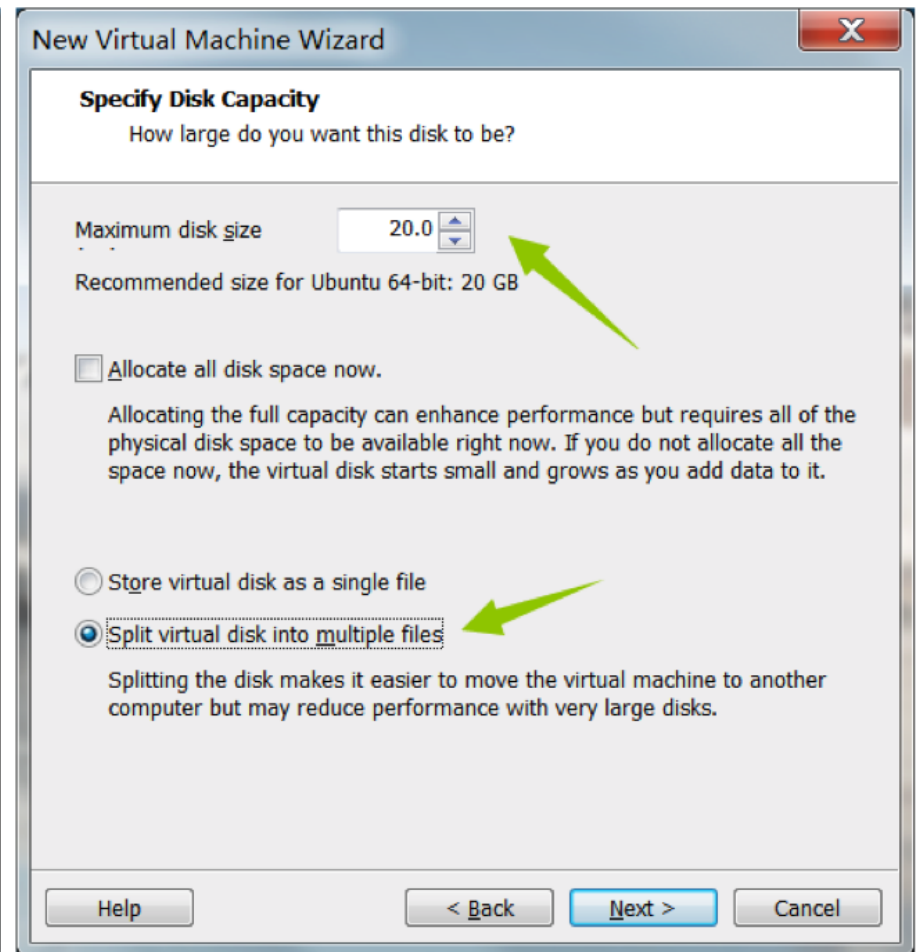 New Virtual Machine Wizard
X
Specify Disk Capacity
How large do you want this disk to be?
Maximum disk size
20.0
Recommended size for Ubuntu 64-bit: 20 GB
Allocate all disk space now.
Allocating the full capacity can enhance performance but requires all of the
physical disk space to be available right now. If you do not allocate all the
space now, the virtual disk starts small and grows as you add data to it.
Store virtual disk as a single file
Split virtual disk into multiple files
Splitting the disk makes it easier to move the virtual machine to another
computer but may reduce performance with very large disks.
Help
< Back
Next >
Cancel